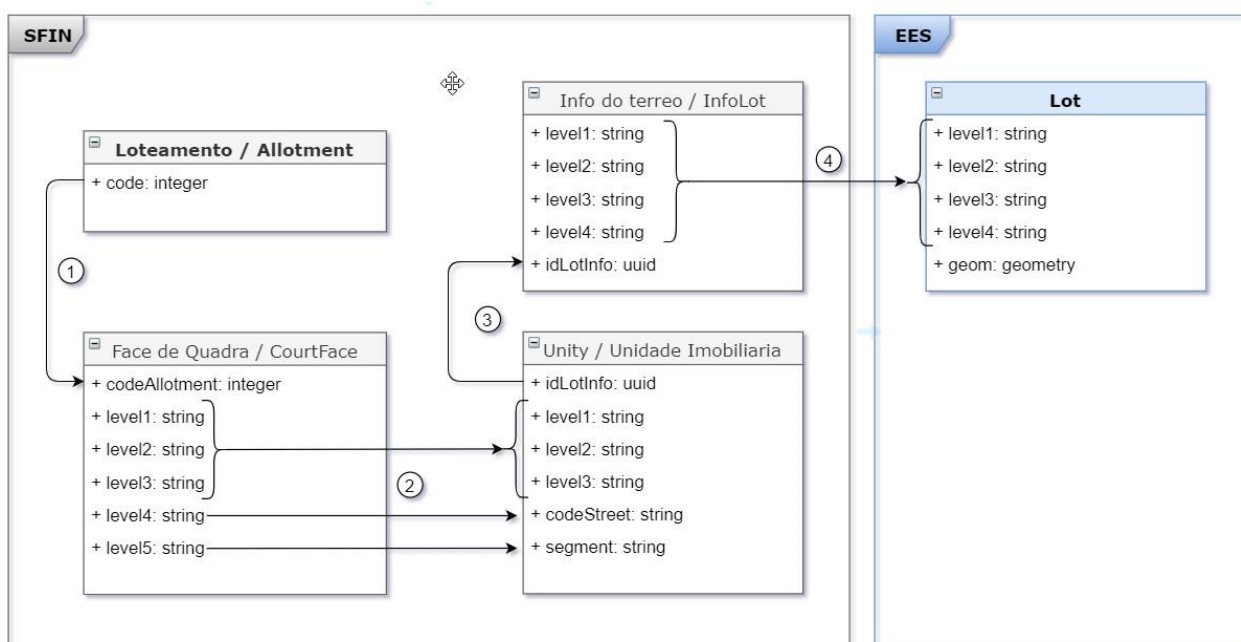 SFIN
Loteamento / Allotment
+ code: integer
1
Face de Quadra / CourtFace
+ codeAllotment: integer
+ level1: string
+ level2: string
+ level3: string
+ level4: string
+ level5: string
2
Info do terreo / InfoLot
+ level1: string
+ level2: string
+ level3: string
+ level4: string
+ idLotInfo: uuid
3
Unity / Unidade Imobiliaria
+ idLotInfo: uuid
+ level1: string
+ level2: string
+ level3: string
+ codeStreet: string
+ segment: string
4
EES
Lot
+ level1: string
+ level2: string
+ level3: string
+ level4: string
+ geom: geometry